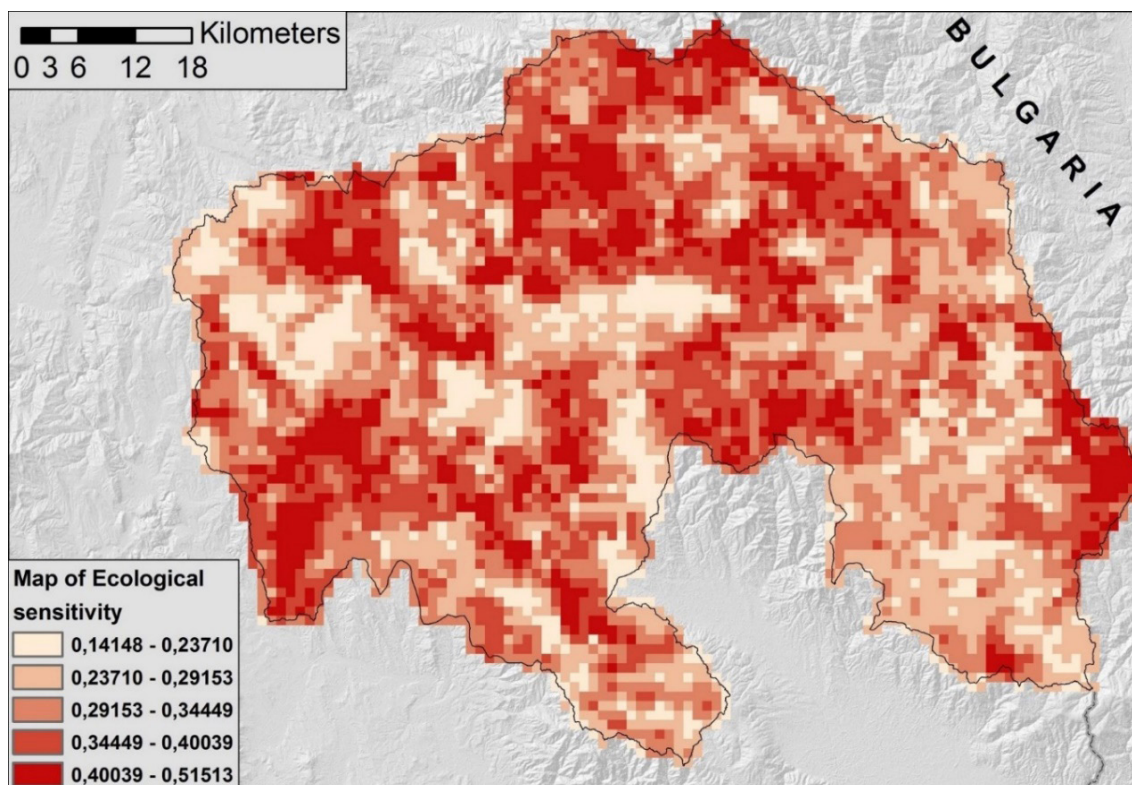 Kilometers
0 3 6 12 18
BULGARIA
Map of Ecological
sensitivity
0,14148 - 0,23710
0,23710 - 0,29153
0,29153 - 0,34449
0,34449 - 0,40039
0,40039 - 0,51513